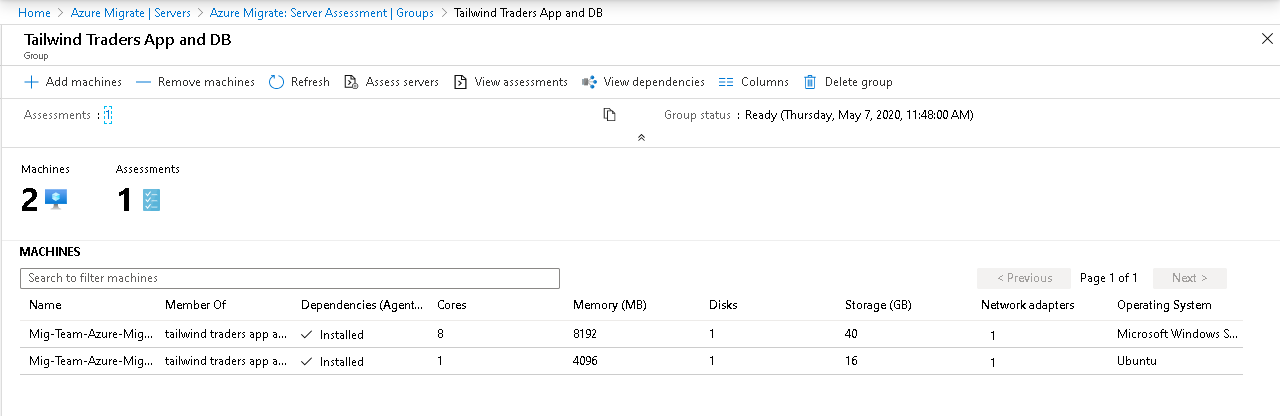 Home > Azure Migrate | Servers > Azure Migrate: Server Assessment | Groups > Tailwind Traders App and DB
Tailwind Traders App and DB
Group
Add machines Remove machines Refresh Assess servers View assessments View dependencies Columns Delete group
Assessments : 1 Group status : Ready (Thursday, May 7, 2020, 11:48:00 AM)
Machines Assessments
2 1
MACHINES
Search to filter machines < Previous Page 1 of 1 Next >
Name Member Of Dependencies (Agent... Cores Memory (MB) Disks Storage (GB) Network adapters Operating System
Mig-Team-Azure-Mig... tailwind traders app a... Installed 8 8192 1 40 1 Microsoft Windows S...
Mig-Team-Azure-Mig... tailwind traders app a... Installed 1 4096 1 16 1 Ubuntu